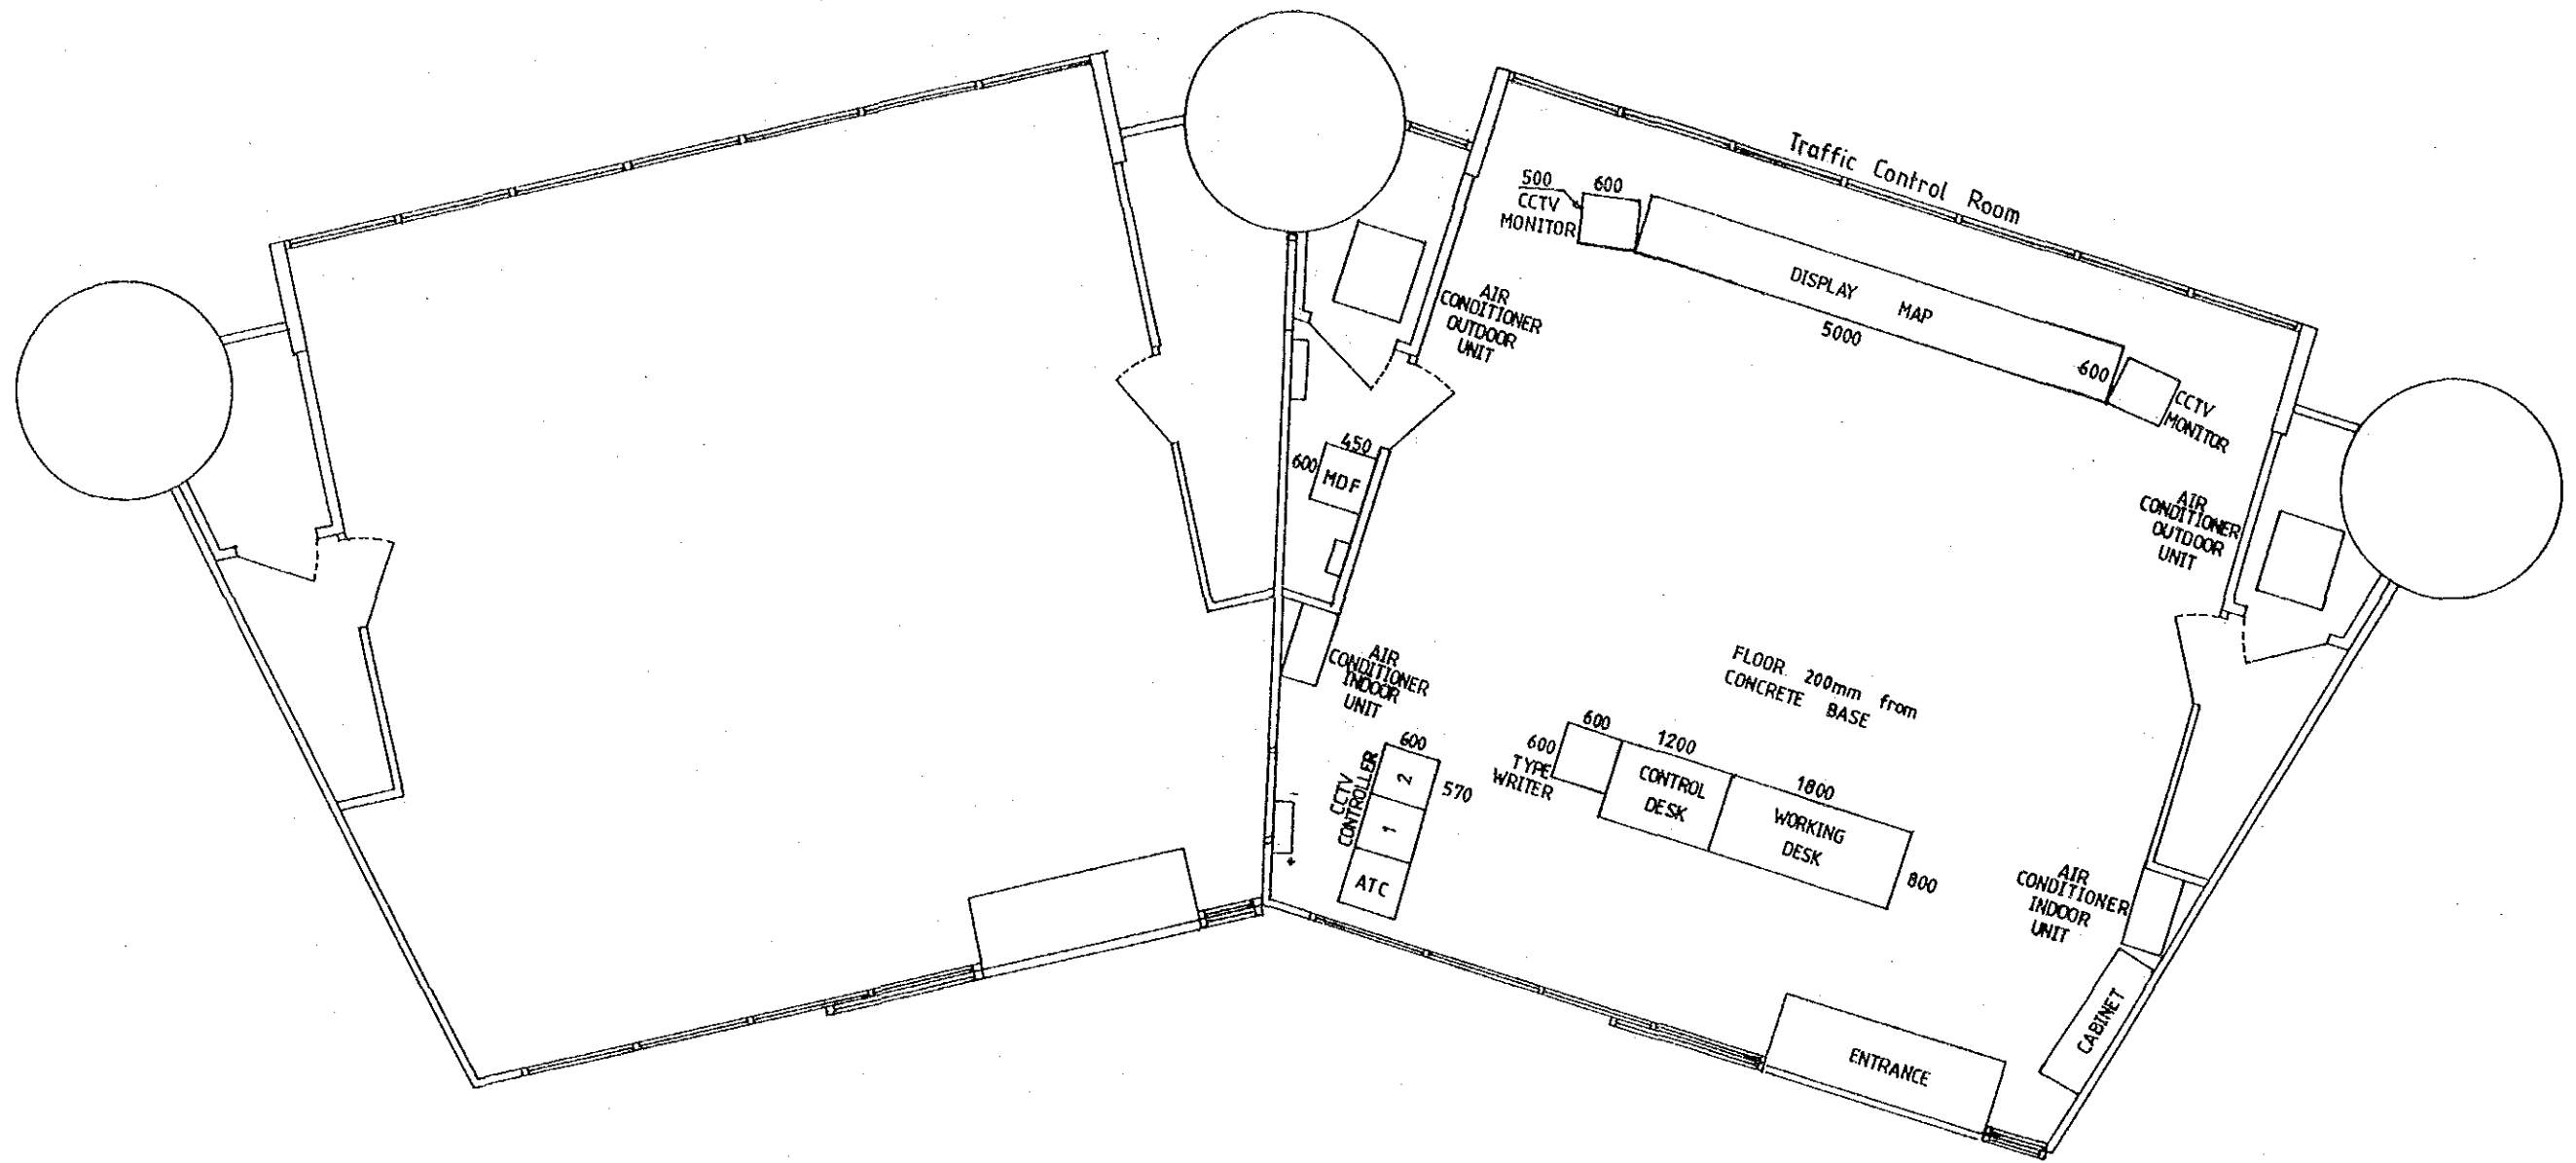 Traffic Control Room
500
600
CCTV
MONITOR
DISPLAY MAP
5000
600
CCTV
MONITOR
AIR
CONDITIONER
OUTDOOR
UNIT
450
600
MDF
AIR
CONDITIONER
OUTDOOR
UNIT
AIR
CONDITIONER
INDOOR
UNIT
FLOOR 200mm from
CONCRETE BASE
600
CCTV
CONTROLLER
2
570
1
ATC
600
600
TYPE
WRITER
1200
CONTROL
DESK
1800
WORKING
DESK
800
AIR
CONDITIONER
INDOOR
UNIT
CABINET
ENTRANCE